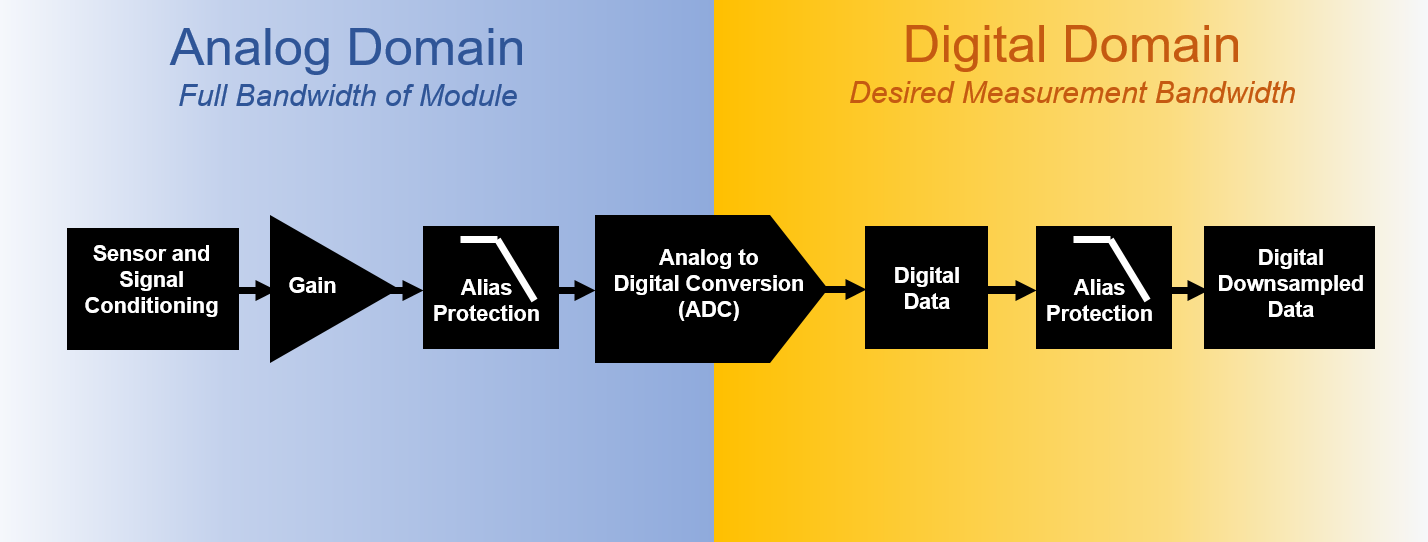 Analog Domain
Full Bandwidth of Module
Digital Domain
Desired Measurement Bandwidth
Sensor and
Signal
Conditioning
Gain
Alias
Protection
Analog to
Digital Conversion
(ADC)
Digital
Data
Alias
Protection
Digital
Downsampled
Data